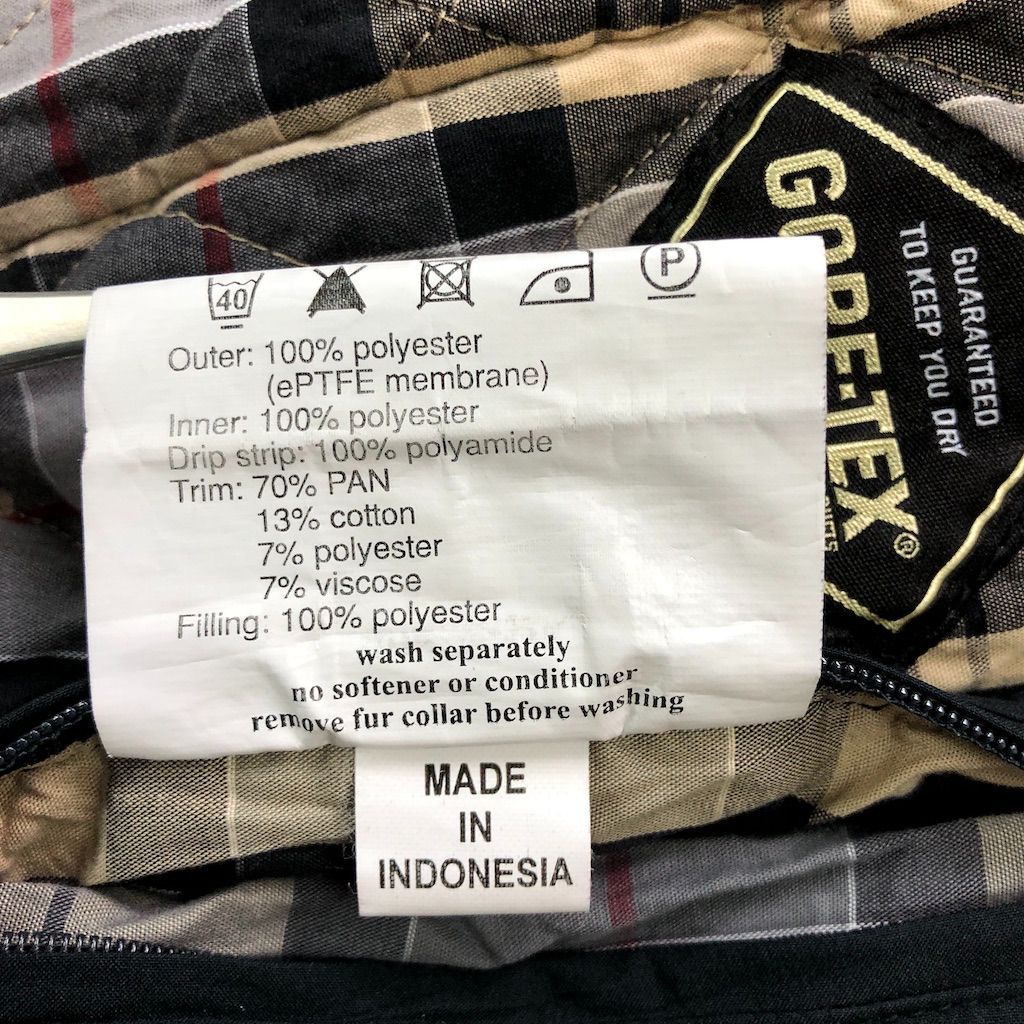 40
P
Outer: 100% polyester
(ePTFE membrane)
Inner: 100% polyester
Drip strip: 100% polyamide
Trim: 70% PAN
13% cotton
7% polyester
7% viscose
Filling: 100% polyester
wash separately
no softener or conditioner
remove fur collar before washing
MADE
IN
INDONESIA
GORE-TEX®
GUARANTEED
TO KEEP YOU DRY